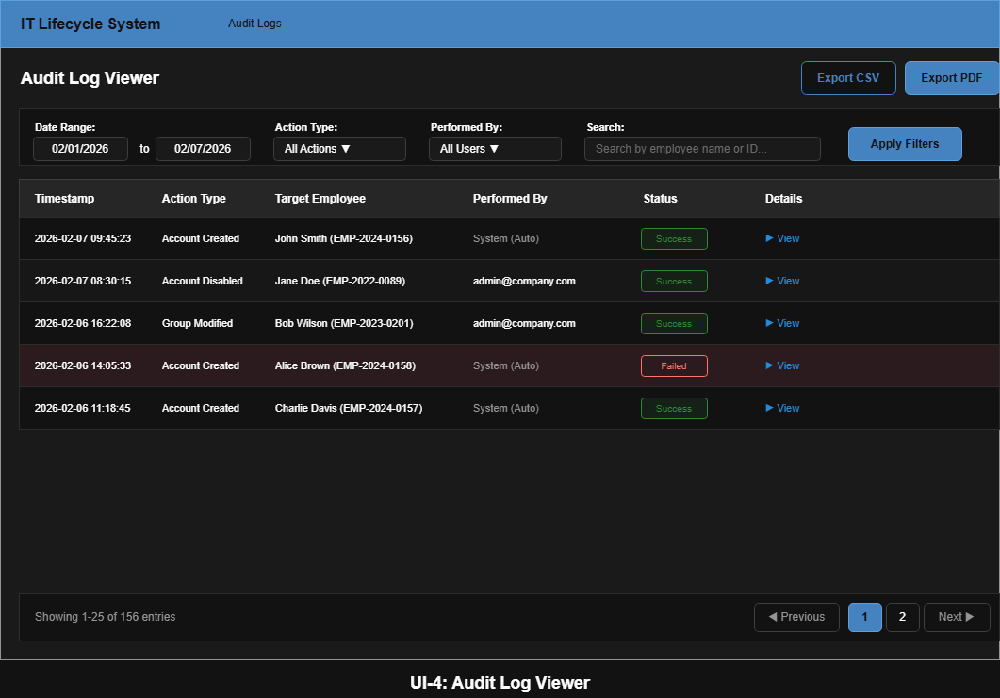 IT Lifecycle System Audit Logs
Audit Log Viewer Export CSV Export PDF
Date Range: Action Type: Performed By: Search:
02/01/2026 to 02/07/2026 All Actions ▼ All Users ▼ Search by employee name or ID... Apply Filters
Timestamp Action Type Target Employee Performed By Status Details
2026-02-07 09:45:23 Account Created John Smith (EMP-2024-0156) System (Auto) Success ▶ View
2026-02-07 08:30:15 Account Disabled Jane Doe (EMP-2022-0089) admin@company.com Success ▶ View
2026-02-06 16:22:08 Group Modified Bob Wilson (EMP-2023-0201) admin@company.com Success ▶ View
2026-02-06 14:05:33 Account Created Alice Brown (EMP-2024-0158) System (Auto) Failed ▶ View
2026-02-06 11:18:45 Account Created Charlie Davis (EMP-2024-0157) System (Auto) Success ▶ View
Showing 1-25 of 156 entries ◀ Previous 1 2 Next ▶
UI-4: Audit Log Viewer